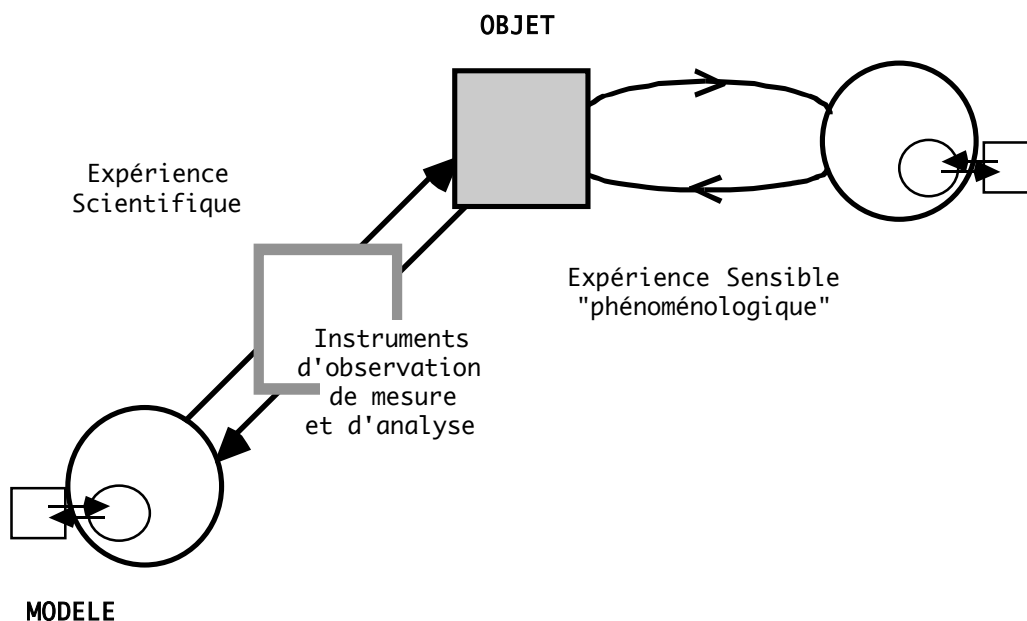 OBJET
Expérience
Scientifique
Expérience Sensible
"phénoménologique"
Instruments
d'observation
de mesure
et d'analyse
MODELE